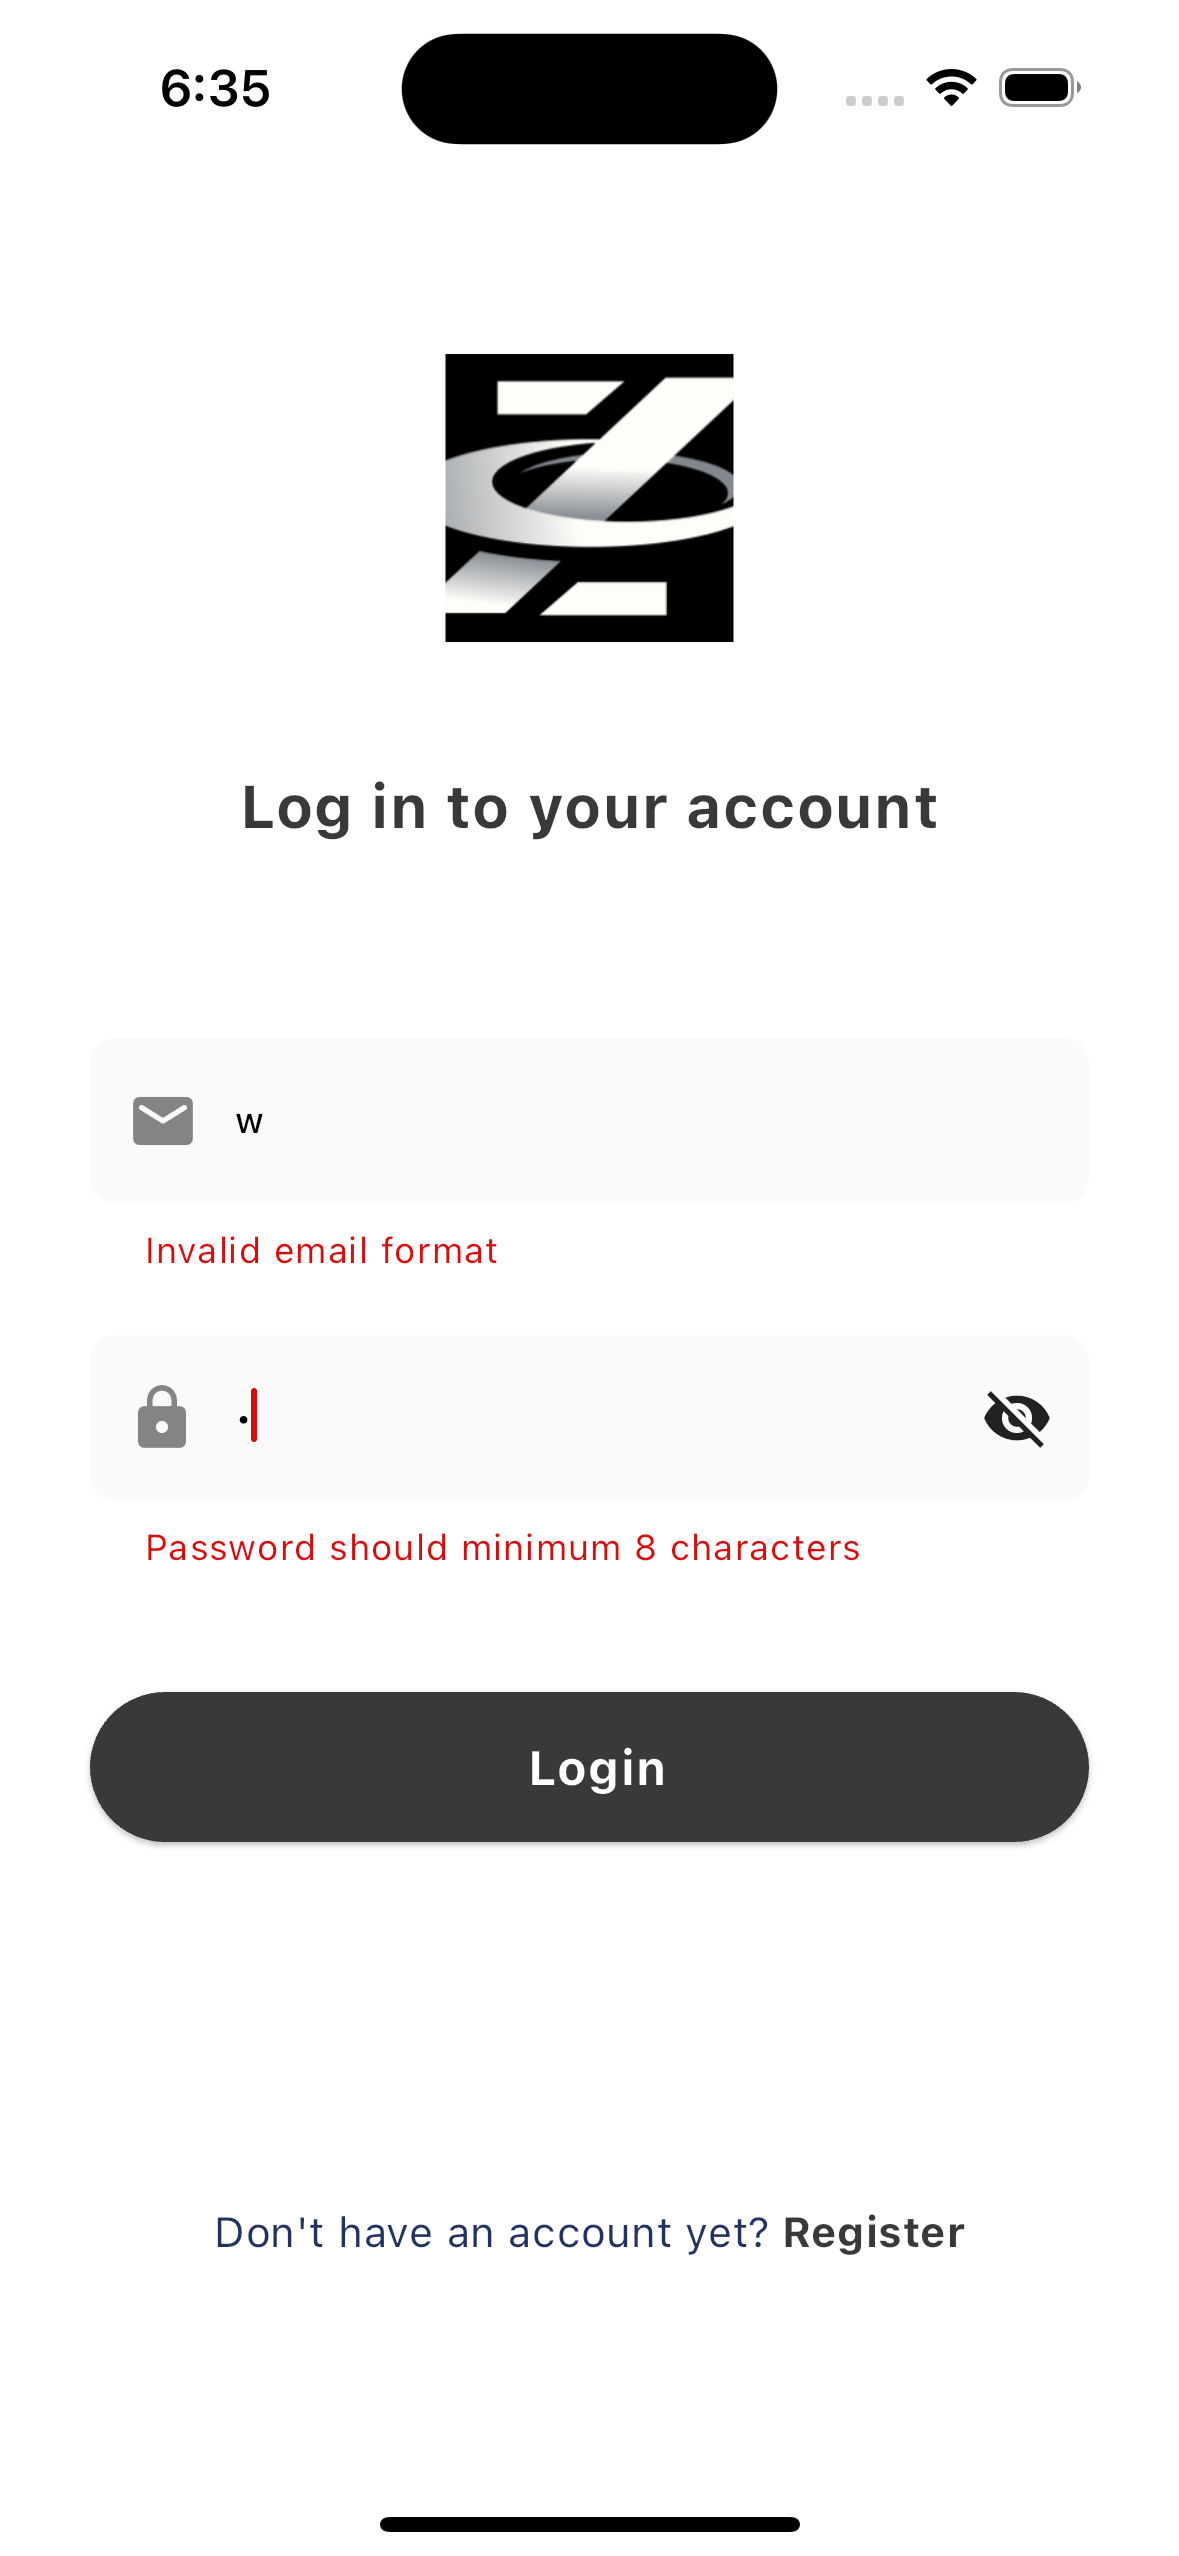 6:35
Log in to your account
w
Invalid email format
•
Password should minimum 8 characters
Login
Don't have an account yet? Register